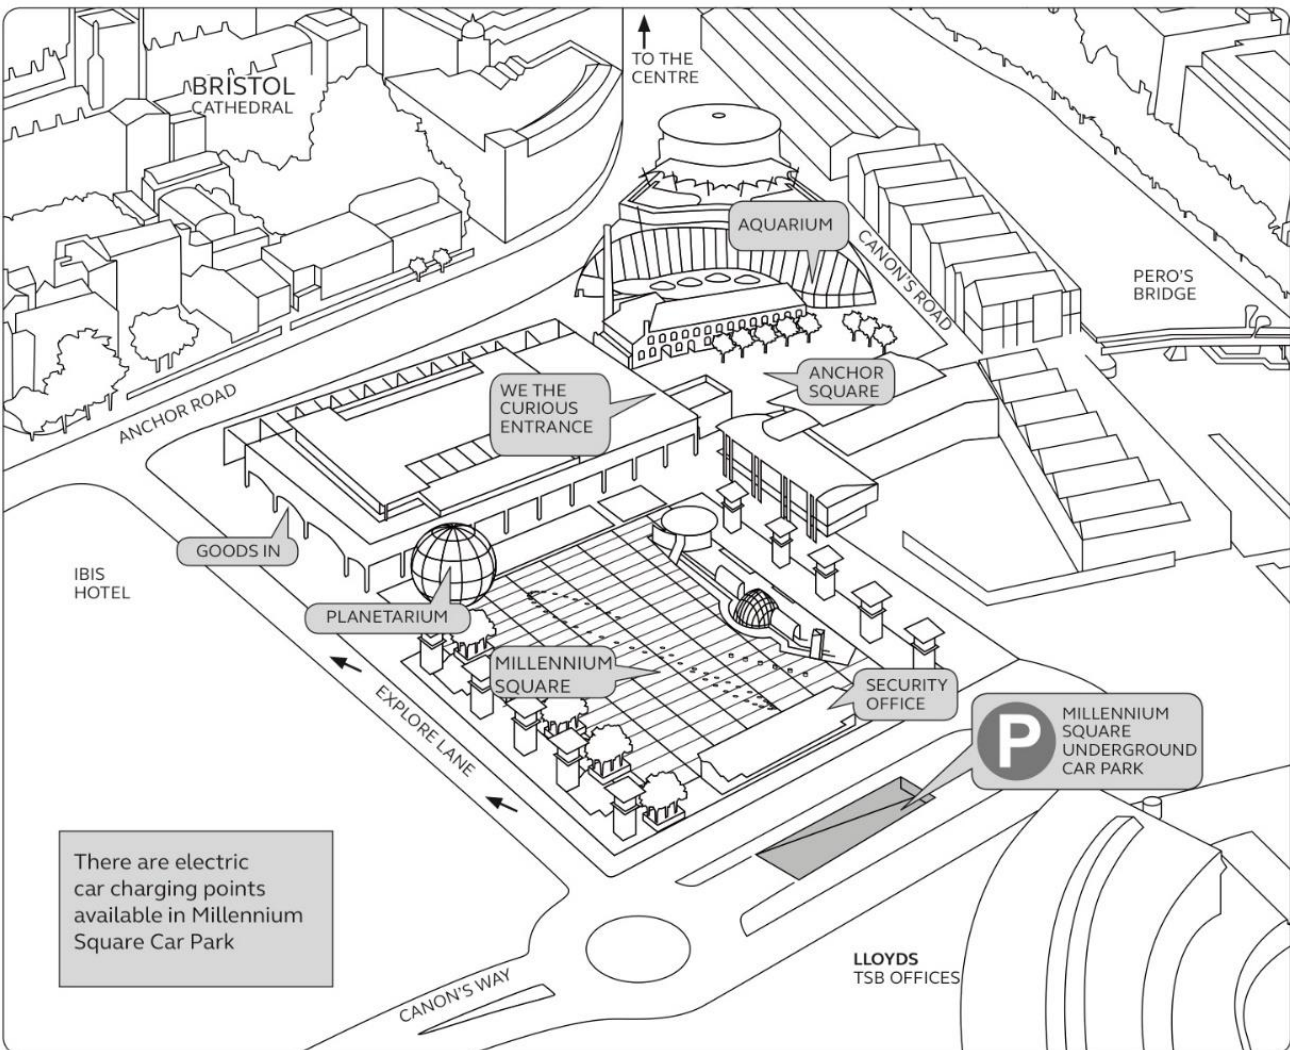 TO THE
CENTRE
BRISTOL
CATHEDRAL
AQUARIUM
CANON'S ROAD
PERO'S
BRIDGE
ANCHOR
SQUARE
WE THE
CURIOUS
ENTRANCE
ANCHOR ROAD
GOODS IN
IBIS
HOTEL
PLANETARIUM
MILLENNIUM
SQUARE
SECURITY
OFFICE
EXPLORE LANE
P
MILLENNIUM
SQUARE
UNDERGROUND
CAR PARK
There are electric
car charging points
available in Millennium
Square Car Park
LLOYDS
TSB OFFICES
CANON'S WAY